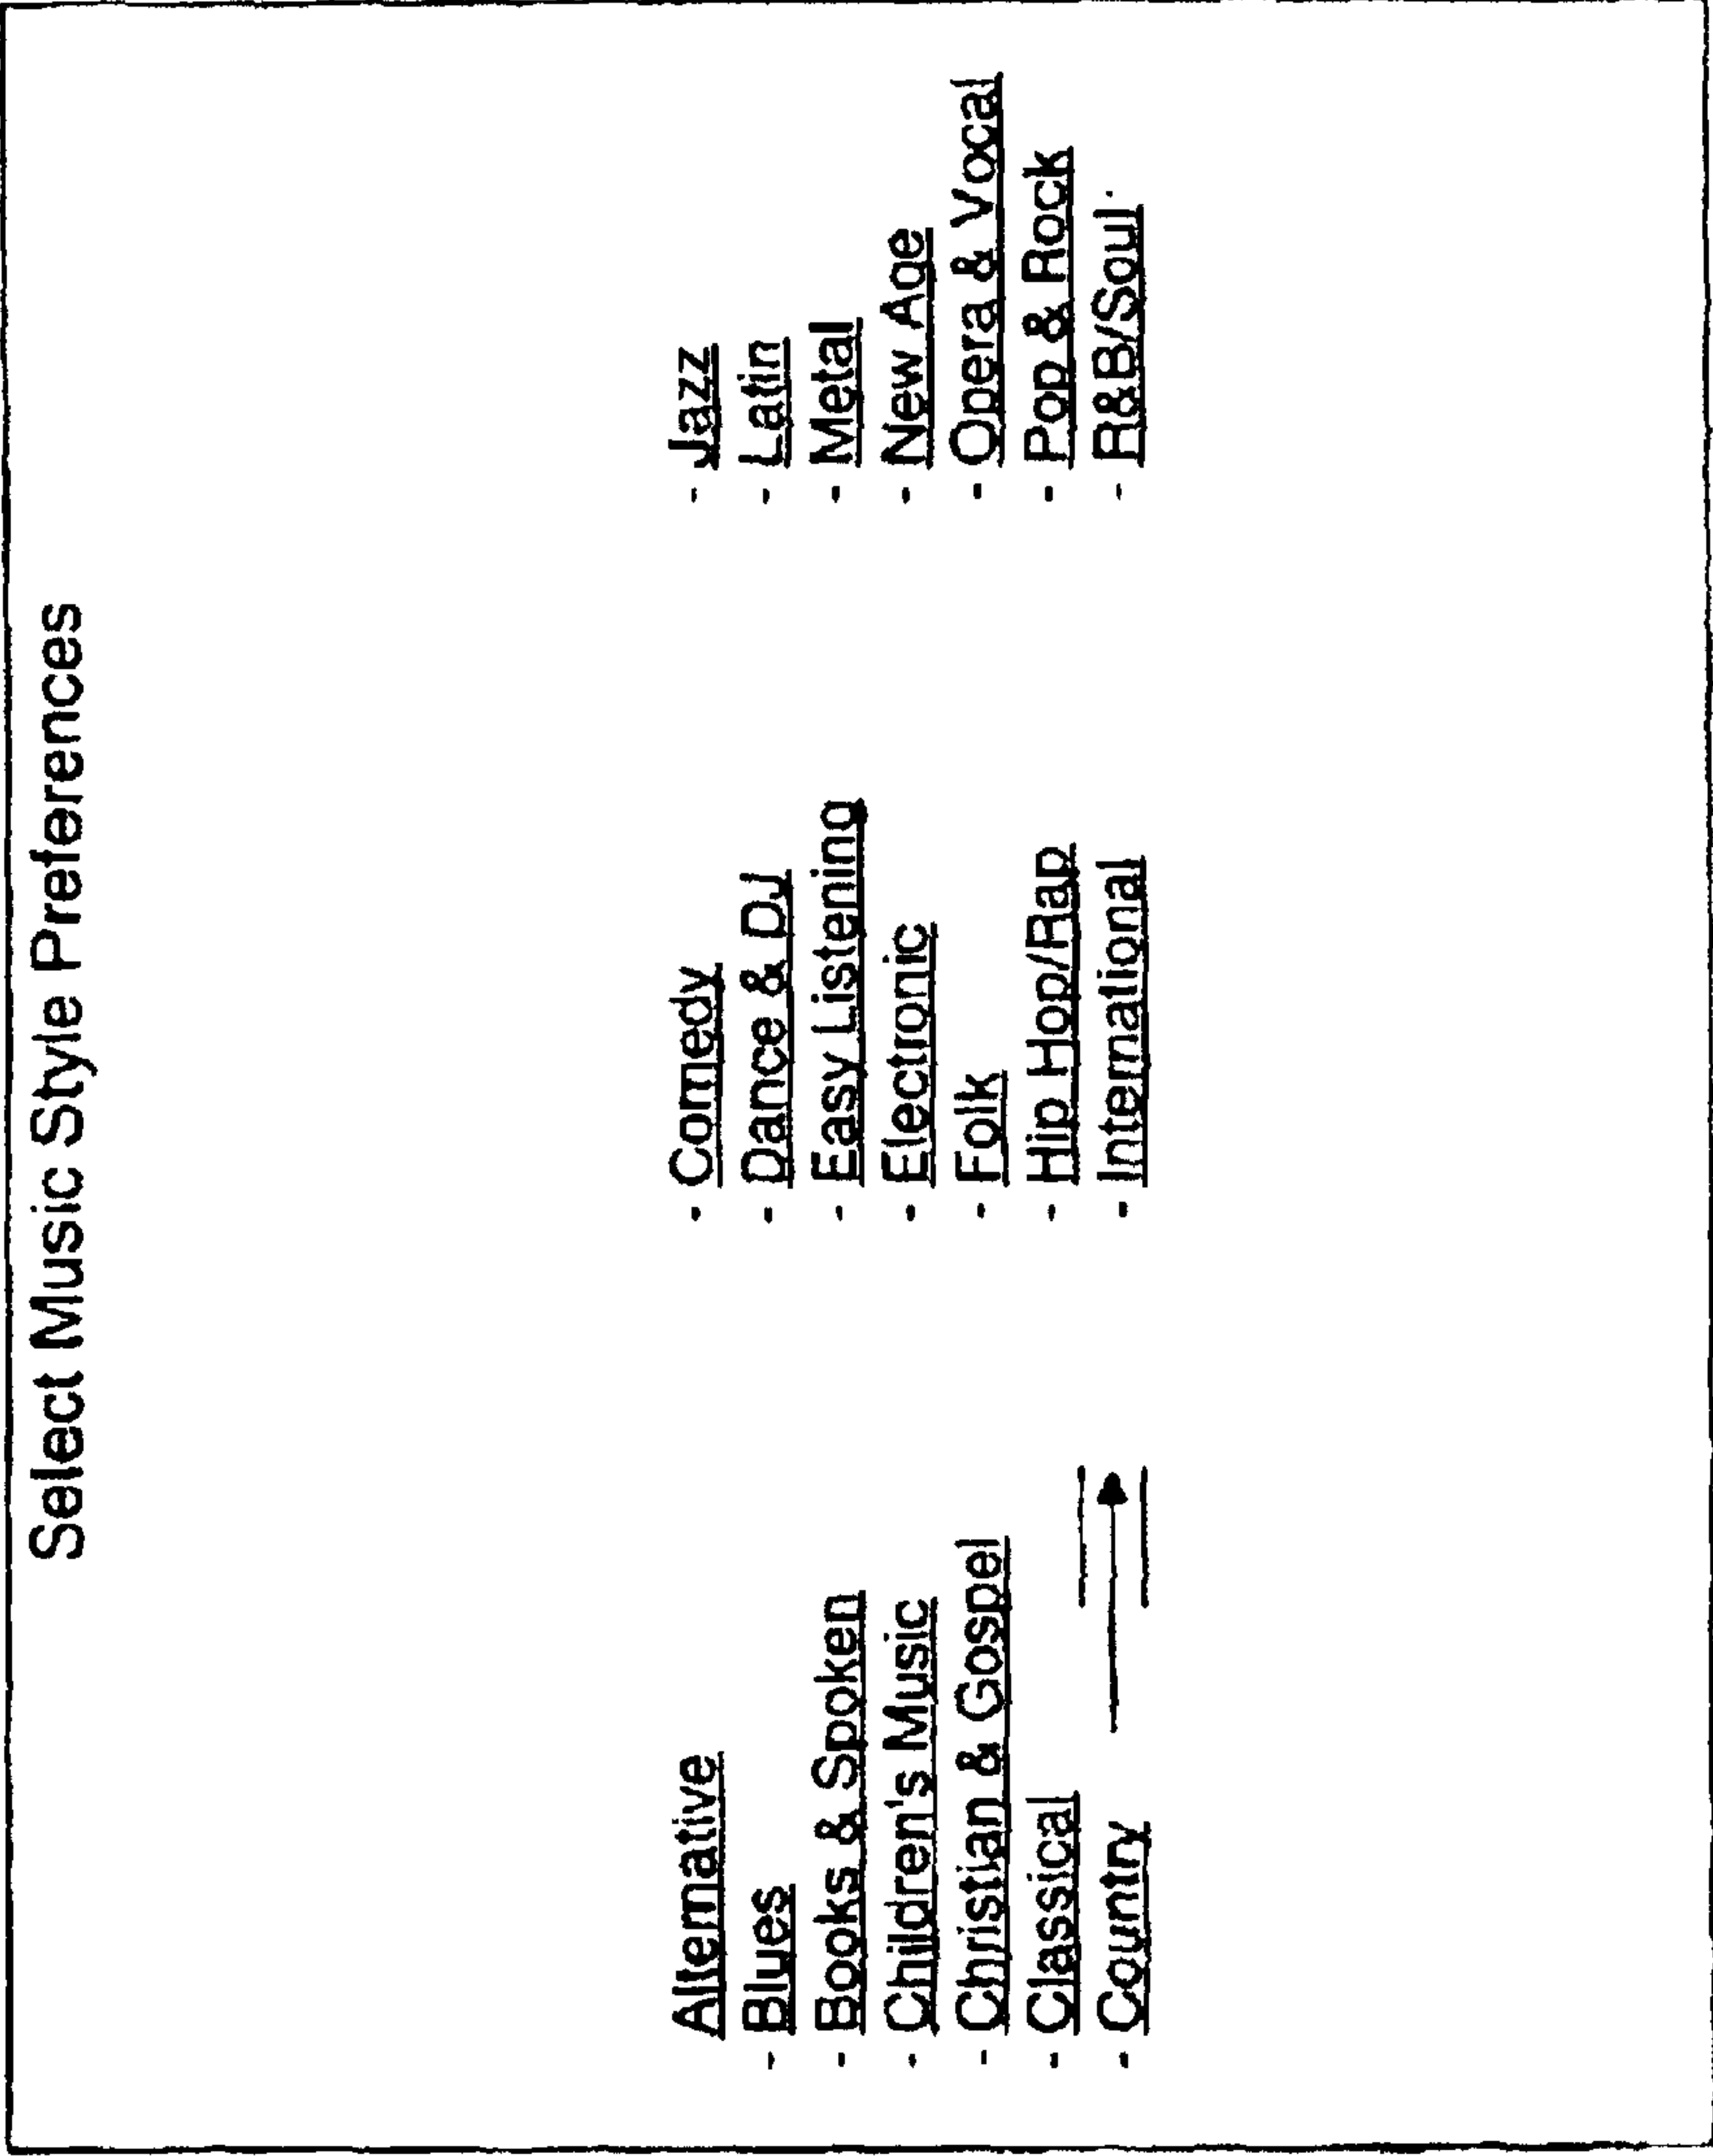 Select Music Style Preferences
Alternative
- Blues
- Books & Spoken
- Children's Music
- Christian & Gospel
- Classical
- Country
- Comedy
- Dance & DJ
- Easy Listening
- Electronic
- Folk
- Hip Hop/Rap
- International
- Jazz
- Latin
- Metal
- New Age
- Opera & Vocal
- Pop & Rock
- R&B/Soul